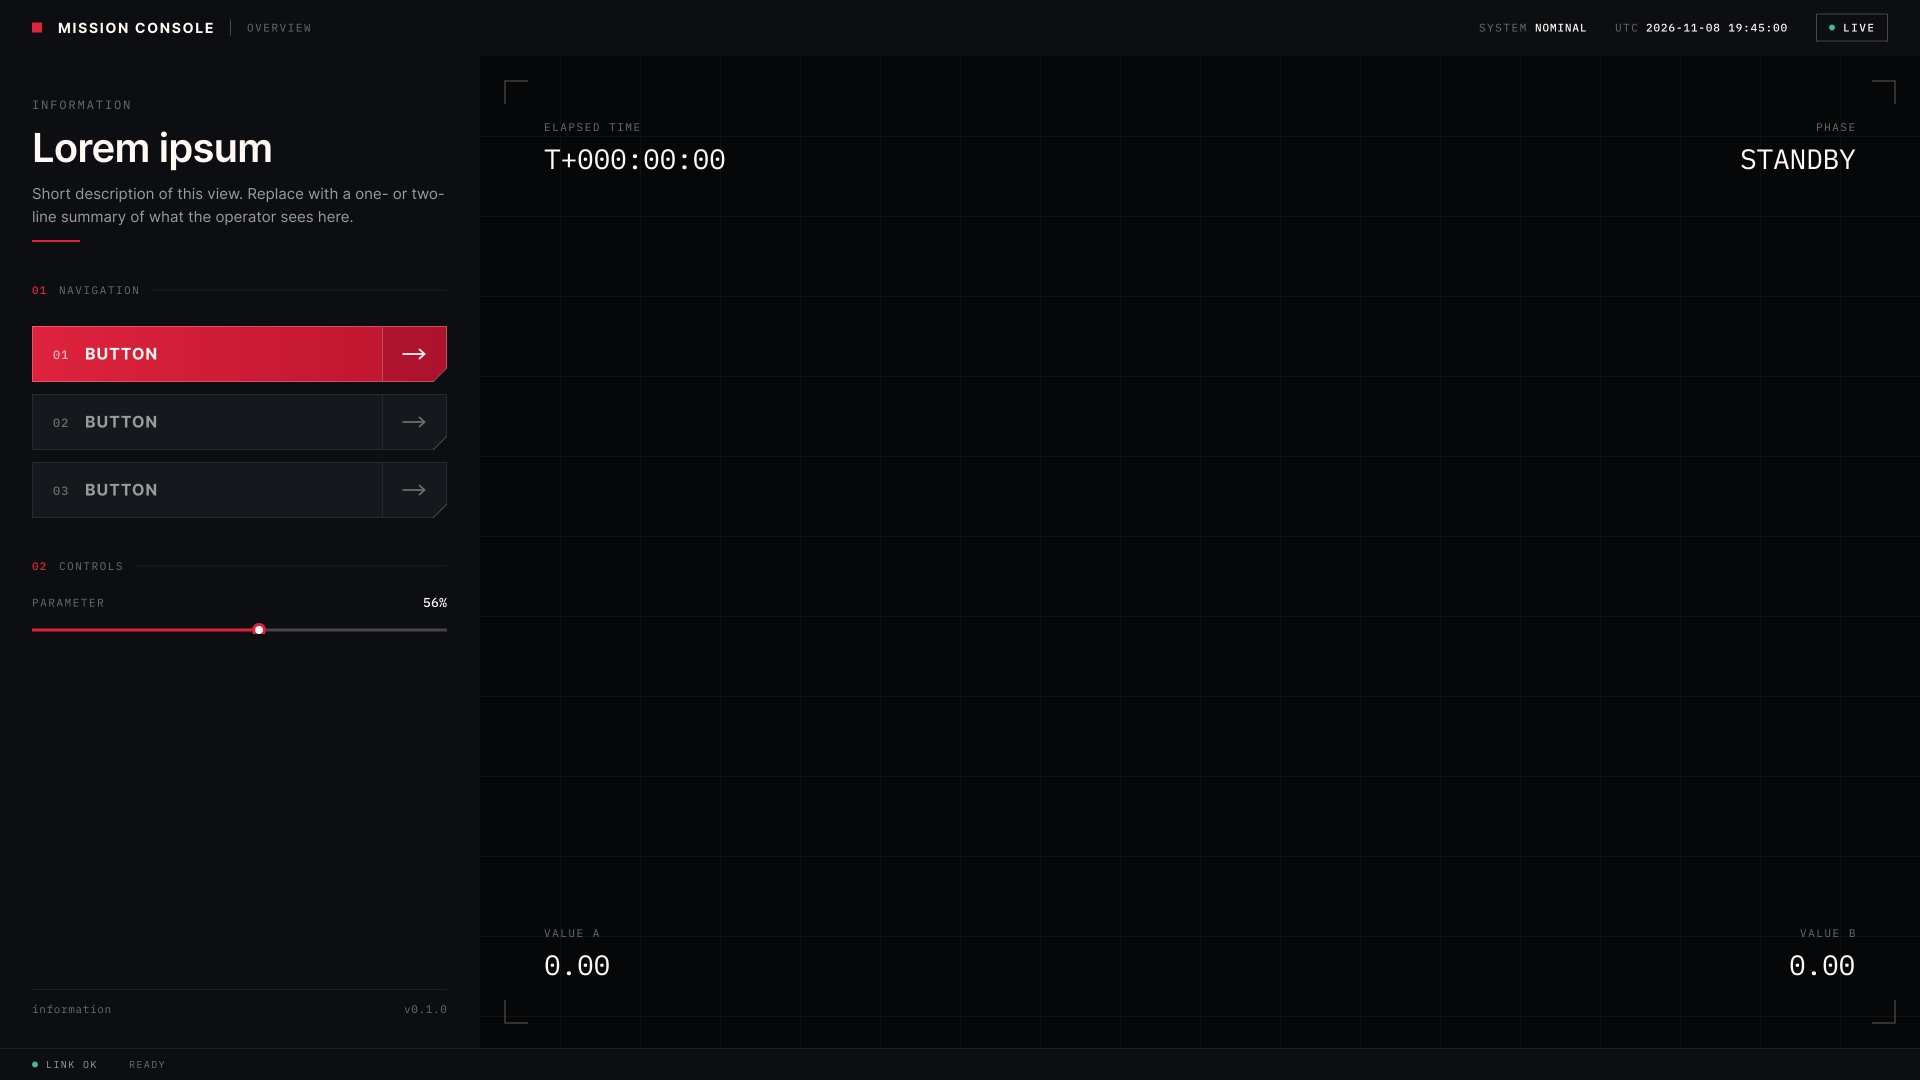 MISSION CONSOLE OVERVIEW
SYSTEM NOMINAL UTC 2026-11-08 19:45:00 LIVE
INFORMATION
Lorem ipsum
Short description of this view. Replace with a one- or two-
line summary of what the operator sees here.
01 NAVIGATION
01 BUTTON
02 BUTTON
03 BUTTON
02 CONTROLS
PARAMETER 56%
information v0.1.0
ELAPSED TIME
T+000:00:00
PHASE
STANDBY
VALUE A
0.00
VALUE B
0.00
LINK OK READY